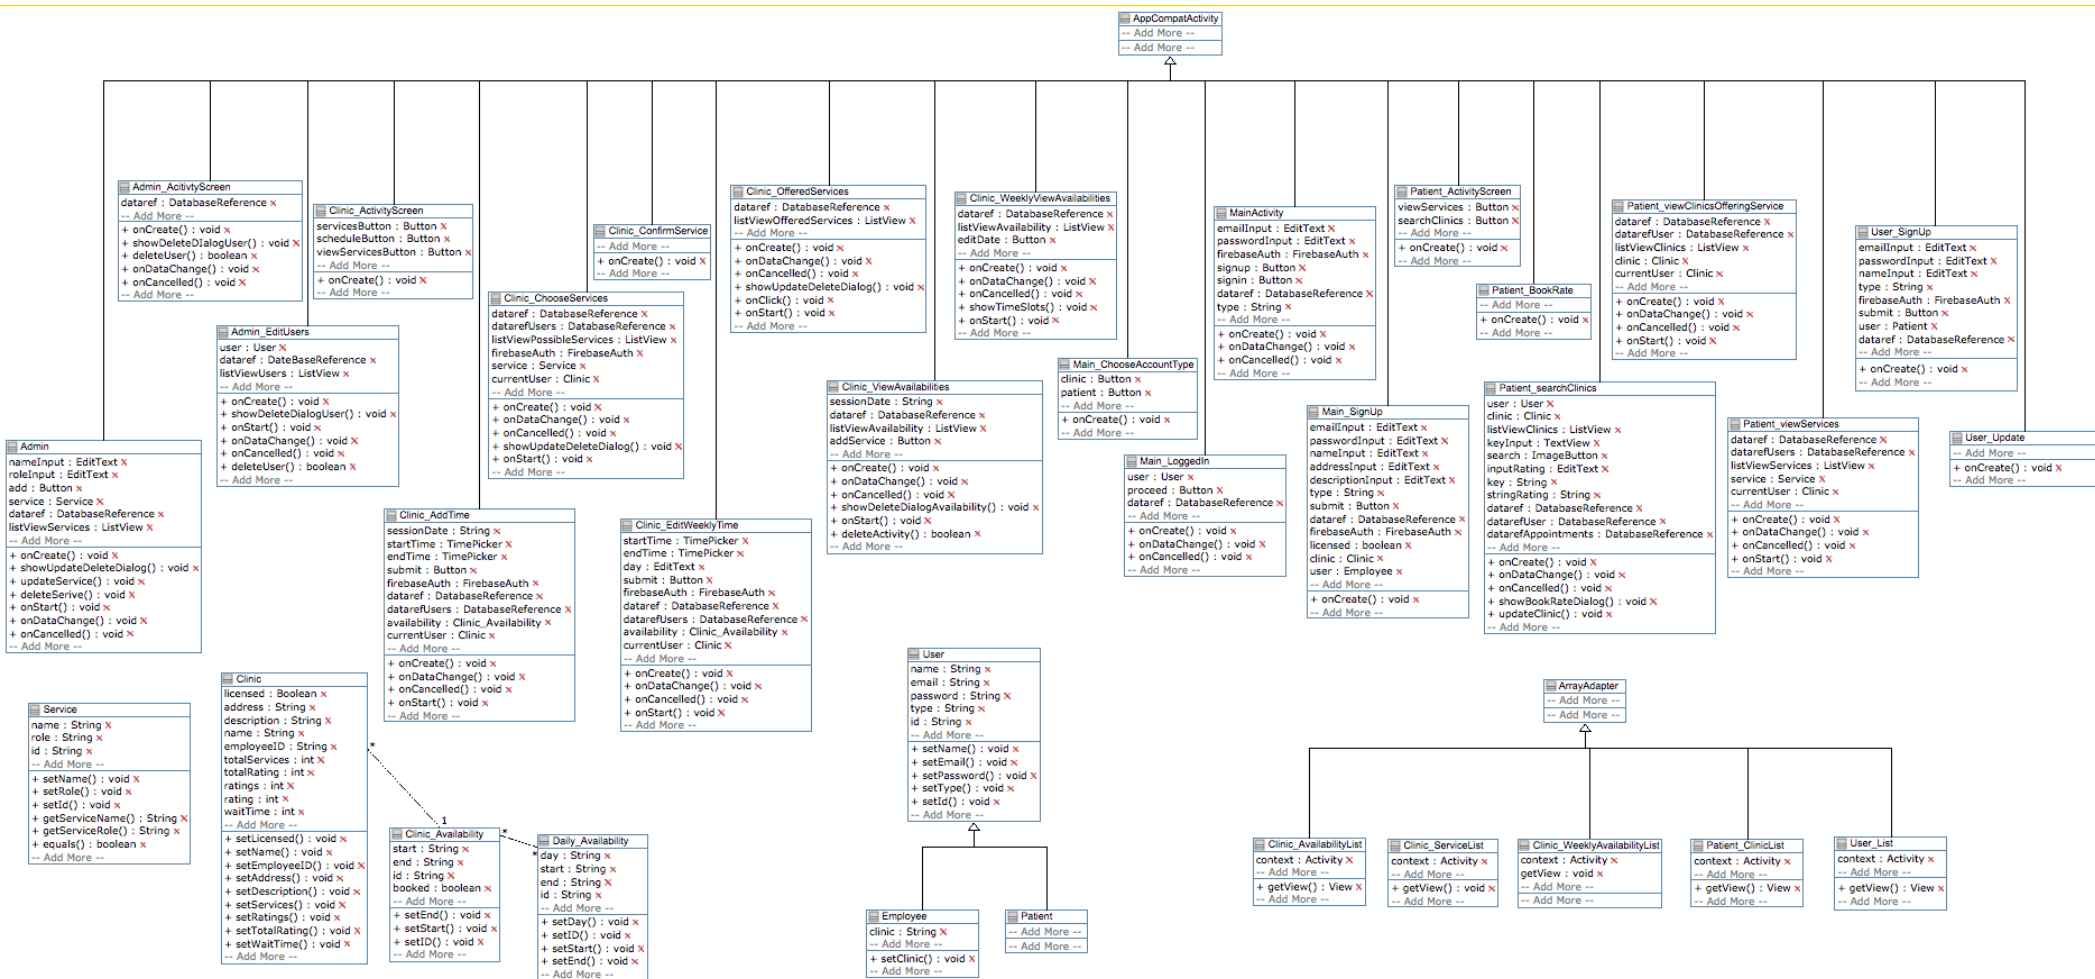 AppCompatActivity
-- Add More --
-- Add More --
Admin_AcitivtyScreen
dataref : DatabaseReference x
-- Add More --
+ onCreate() : void x
+ showDeleteDIalogUser() : void x
+ deleteUser() : boolean x
+ onDataChange() : void x
+ onCancelled() : void x
-- Add More --
Clinic_ActivityScreen
servicesButton : Button x
scheduleButton : Button x
viewServicesButton : Button x
-- Add More --
+ onCreate() : void x
-- Add More --
Clinic_ConfirmService
-- Add More --
+ onCreate() : void x
-- Add More --
Clinic_OfferedServices
dataref : DatabaseReference x
listViewOfferedServices : ListView x
-- Add More --
+ onCreate() : void x
+ onDataChange() : void x
+ onCancelled() : void x
+ showUpdateDeleteDialog() : void x
+ onClick() : void x
+ onStart() : void x
-- Add More --
Clinic_WeeklyViewAvailabilities
dataref : DatabaseReference x
listViewAvailability : ListView x
editDate : Button x
-- Add More --
+ onCreate() : void x
+ onDataChange() : void x
+ onCancelled() : void x
+ showTimeSlots() : void x
+ onStart() : void x
-- Add More --
MainActivity
emailInput : EditText x
passwordInput : EditText x
firebaseAuth : FirebaseAuth x
signup : Button x
signin : Button x
dataref : DatabaseReference x
type : String x
-- Add More --
+ onCreate() : void x
+ onDataChange() : void x
+ onCancelled() : void x
-- Add More --
Patient_ActivityScreen
viewServices : Button x
searchClinics : Button x
-- Add More --
+ onCreate() : void x
-- Add More --
Patient_BookRate
-- Add More --
+ onCreate() : void x
-- Add More --
Patient_viewClinicsOfferingService
dataref : DatabaseReference x
datarefUser : DatabaseReference x
listViewClinics : ListView x
clinic : Clinic x
currentUser : Clinic x
-- Add More --
+ onCreate() : void x
+ onDataChange() : void x
+ onCancelled() : void x
+ onStart() : void x
-- Add More --
User_SignUp
emailInput : EditText x
passwordInput : EditText x
nameInput : EditText x
type : String x
firebaseAuth : FirebaseAuth x
submit : Button x
user : Patient x
dataref : DatabaseReference x
-- Add More --
+ onCreate() : void x
-- Add More --
Admin_EditUsers
user : User x
dataref : DateBaseReference x
listViewUsers : ListView x
-- Add More --
+ onCreate() : void x
+ showDeleteDialogUser() : void x
+ onStart() : void x
+ onDataChange() : void x
+ onCancelled() : void x
+ deleteUser() : boolean x
-- Add More --
Clinic_ChooseServices
dataref : DatabaseReference x
datarefUsers : DatabaseReference x
listViewPossibleServices : ListView x
firebaseAuth : FirebaseAuth x
service : Service x
currentUser : Clinic x
-- Add More --
+ onCreate() : void x
+ onDataChange() : void x
+ onCancelled() : void x
+ showUpdateDeleteDialog() : void x
+ onStart() : void x
-- Add More --
Clinic_ViewAvailabilities
sessionDate : String x
dataref : DatabaseReference x
listViewAvailability : ListView x
addService : Button x
-- Add More --
+ onCreate() : void x
+ onDataChange() : void x
+ onCancelled() : void x
+ showDeleteDialogAvailability() : void x
+ onStart() : void x
+ deleteActivity() : boolean x
-- Add More --
Main_ChooseAccountType
clinic : Button x
patient : Button x
-- Add More --
+ onCreate() : void x
-- Add More --
Main_LoggedIn
user : User x
proceed : Button x
dataref : DatabaseReference x
-- Add More --
+ onCreate() : void x
+ onDataChange() : void x
+ onCancelled() : void x
-- Add More --
Main_SignUp
emailInput : EditText x
passwordInput : EditText x
nameInput : EditText x
addressInput : EditText x
descriptionInput : EditText x
type : String x
submit : Button x
dataref : DatabaseReference x
firebaseAuth : FirebaseAuth x
licensed : boolean x
clinic : Clinic x
user : Employee x
-- Add More --
+ onCreate() : void x
-- Add More --
Patient_searchClinics
user : User x
clinic : Clinic x
listViewClinics : ListView x
keyInput : TextView x
search : ImageButton x
inputRating : EditText x
key : String x
stringRating : String x
dataref : DatabaseReference x
datarefUser : DatabaseReference x
datarefAppointments : DatabaseReference x
-- Add More --
+ onCreate() : void x
+ onDataChange() : void x
+ onCancelled() : void x
+ showBookRateDialog() : void x
+ updateClinic() : void x
-- Add More --
Patient_viewServices
dataref : DatabaseReference x
datarefUsers : DatabaseReference x
listViewServices : ListView x
service : Service x
currentUser : Clinic x
-- Add More --
+ onCreate() : void x
+ onDataChange() : void x
+ onCancelled() : void x
+ onStart() : void x
-- Add More --
User_Update
-- Add More --
+ onCreate() : void x
-- Add More --
Admin
nameInput : EditText x
roleInput : EditText x
add : Button x
service : Service x
dataref : DatabaseReference x
listViewServices : ListView x
-- Add More --
+ onCreate() : void x
+ showUpdateDeleteDialog() : void x
+ updateService() : void x
+ deleteSerive() : void x
+ onStart() : void x
+ onDataChange() : void x
+ onCancelled() : void x
-- Add More --
Clinic_AddTime
sessionDate : String x
startTime : TimePicker x
endTime : TimePicker x
submit : Button x
firebaseAuth : FirebaseAuth x
dataref : DatabaseReference x
datarefUsers : DatabaseReference x
availability : Clinic_Availability x
currentUser : Clinic x
-- Add More --
+ onCreate() : void x
+ onDataChange() : void x
+ onCancelled() : void x
+ onStart() : void x
-- Add More --
Clinic_EditWeeklyTime
startTime : TimePicker x
endTime : TimePicker x
day : EditText x
submit : Button x
firebaseAuth : FirebaseAuth x
dataref : DatabaseReference x
datarefUsers : DatabaseReference x
availability : Clinic_Availability x
currentUser : Clinic x
-- Add More --
+ onCreate() : void x
+ onDataChange() : void x
+ onCancelled() : void x
+ onStart() : void x
-- Add More --
Service
name : String x
role : String x
id : String x
-- Add More --
+ setName() : void x
+ setRole() : void x
+ setId() : void x
+ getServiceName() : String x
+ getServiceRole() : String x
+ equals() : boolean x
-- Add More --
Clinic
licensed : Boolean x
address : String x
description : String x
name : String x
employeeID : String x
totalServices : int x
totalRating : int x
ratings : int x
rating : int x
waitTime : int x
-- Add More --
+ setLicensed() : void x
+ setName() : void x
+ setEmployeeID() : void x
+ setAddress() : void x
+ setDescription() : void x
+ setServices() : void x
+ setRatings() : void x
+ setTotalRating() : void x
+ setWaitTime() : void x
-- Add More --
*
1
Clinic_Availability
start : String x
end : String x
id : String x
booked : boolean x
-- Add More --
+ setEnd() : void x
+ setStart() : void x
+ setID() : void x
-- Add More --
*
*
Daily_Availability
day : String x
start : String x
end : String x
id : String x
-- Add More --
+ setDay() : void x
+ setID() : void x
+ setStart() : void x
+ setEnd() : void x
-- Add More --
User
name : String x
email : String x
password : String x
type : String x
id : String x
-- Add More --
+ setName() : void x
+ setEmail() : void x
+ setPassword() : void x
+ setType() : void x
+ setId() : void x
-- Add More --
Employee
clinic : String x
-- Add More --
+ setClinic() : void x
-- Add More --
Patient
-- Add More --
-- Add More --
ArrayAdapter
-- Add More --
-- Add More --
Clinic_AvailabilityList
context : Activity x
-- Add More --
+ getView() : View x
-- Add More --
Clinic_ServiceList
context : Activity x
-- Add More --
+ getView() : void x
-- Add More --
Clinic_WeeklyAvailabilityList
context : Activity x
getView : void x
-- Add More --
-- Add More --
Patient_ClinicList
context : Activity x
-- Add More --
+ getView() : View x
-- Add More --
User_List
context : Activity x
-- Add More --
+ getView() : View x
-- Add More --